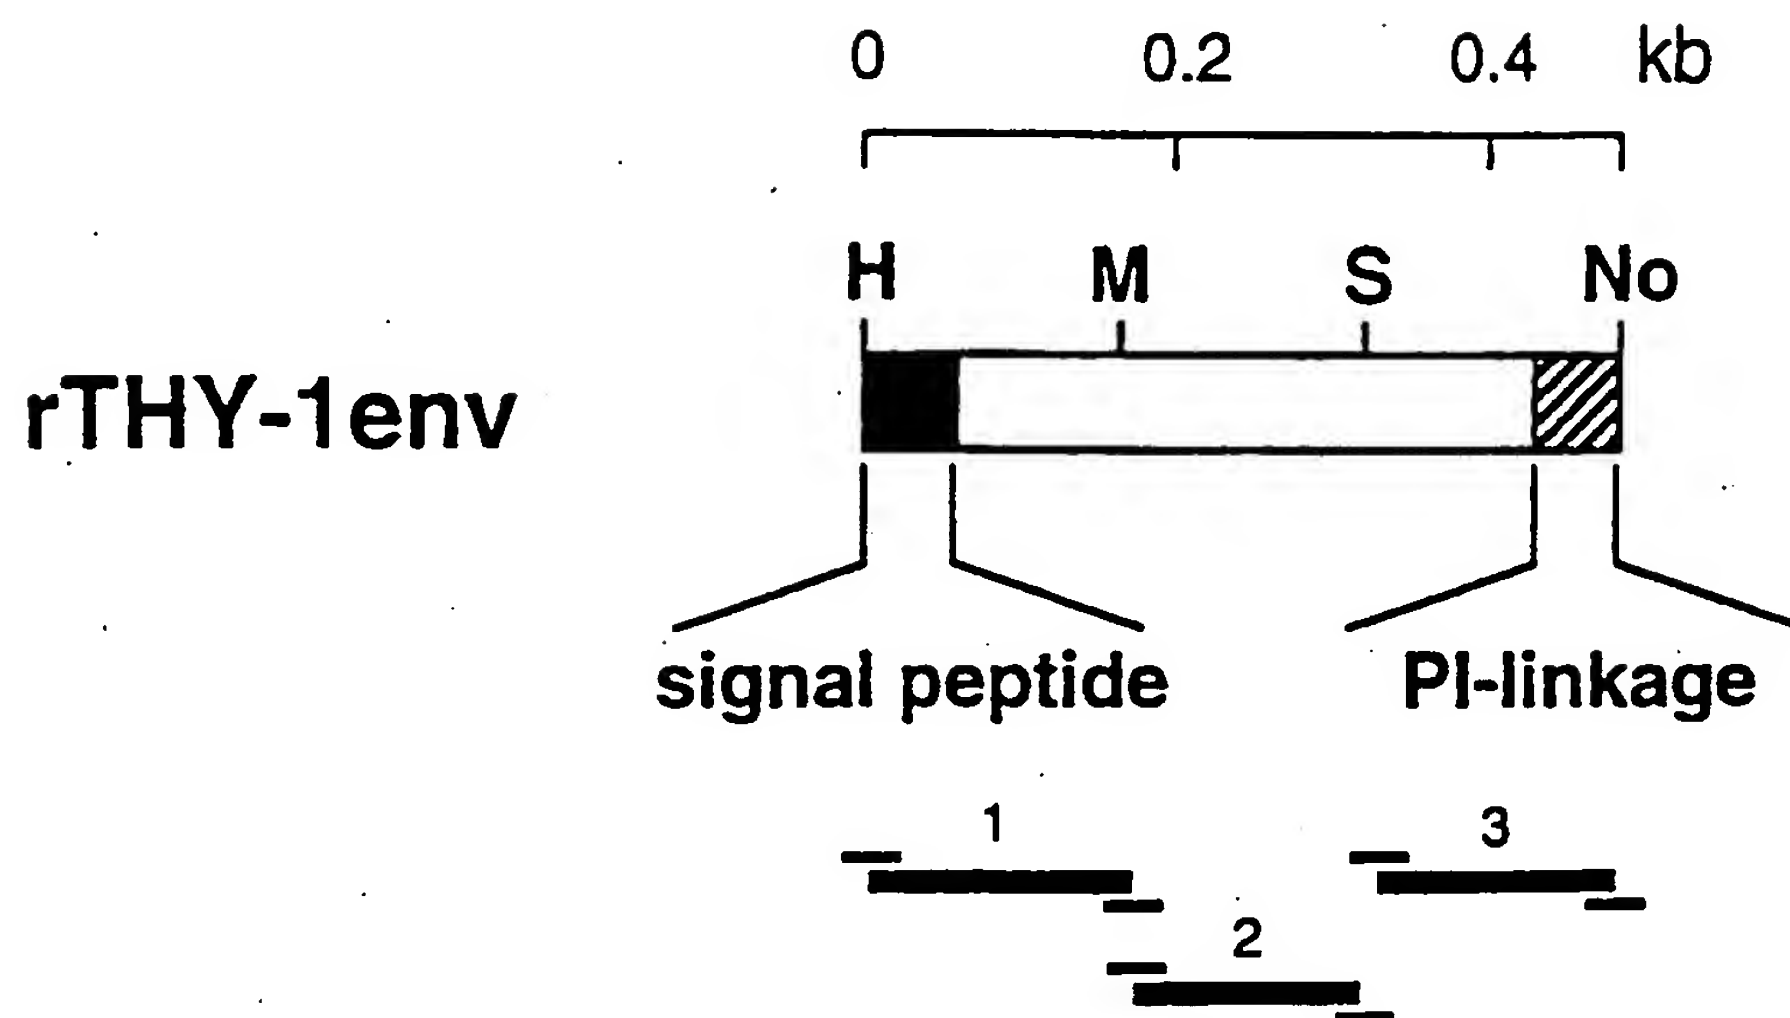 0 0.2 0.4 kb
H M S No
rTHY-1env
signal peptide PI-linkage
1 3
2